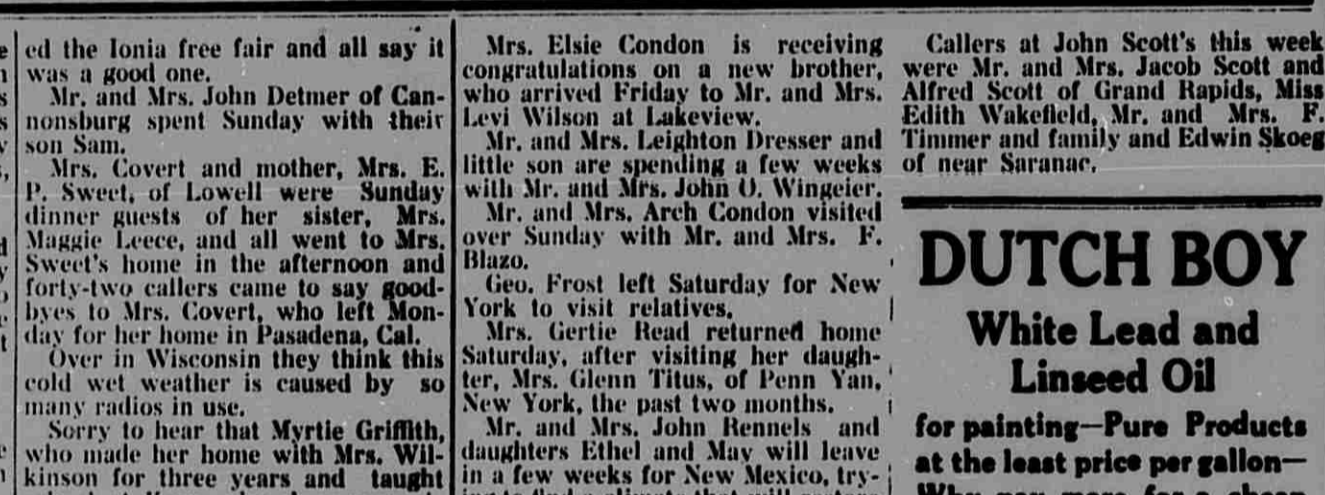 ed the Ionia free fair and all say it
was a good one.
Mr. and Mrs. John Detmer of Can-
nonsburg spent Sunday with their
son Sam.
Mrs. Covert and mother, Mrs. E.
P. Sweet, of Lowell were Sunday
dinner guests of her sister, Mrs.
Maggie Leece, and all went to Mrs.
Sweet's home in the afternoon and
forty-two callers came to say good-
byes to Mrs. Covert, who left Mon-
day for her home in Pasadena, Cal.
Over in Wisconsin they think this
cold wet weather is caused by so
many radios in use.
Sorry to hear that Myrtie Griffith,
who made her home with Mrs. Wil-
kinson for three years and taught
Mrs. Elsie Condon is receiving
congratulations on a new brother,
who arrived Friday to Mr. and Mrs.
Levi Wilson at Lakeview.
Mr. and Mrs. Leighton Dresser and
little son are spending a few weeks
with Mr. and Mrs. John O. Wingeier.
Mr. and Mrs. Arch Condon visited
over Sunday with Mr. and Mrs. F.
Blazo.
Geo. Frost left Saturday for New
York to visit relatives.
Mrs. Gertie Read returned home
Saturday, after visiting her daugh-
ter, Mrs. Glenn Titus, of Penn Yan,
New York, the past two months.
Mr. and Mrs. John Rennels and
daughters Ethel and May will leave
in a few weeks for New Mexico, try-
Callers at John Scott's this week
were Mr. and Mrs. Jacob Scott and
Alfred Scott of Grand Rapids, Miss
Edith Wakefield, Mr. and Mrs. F.
Timmer and family and Edwin Skoeg
of near Saranac.
DUTCH BOY
White Lead and
Linseed Oil
for painting—Pure Products
at the least price per gallon—